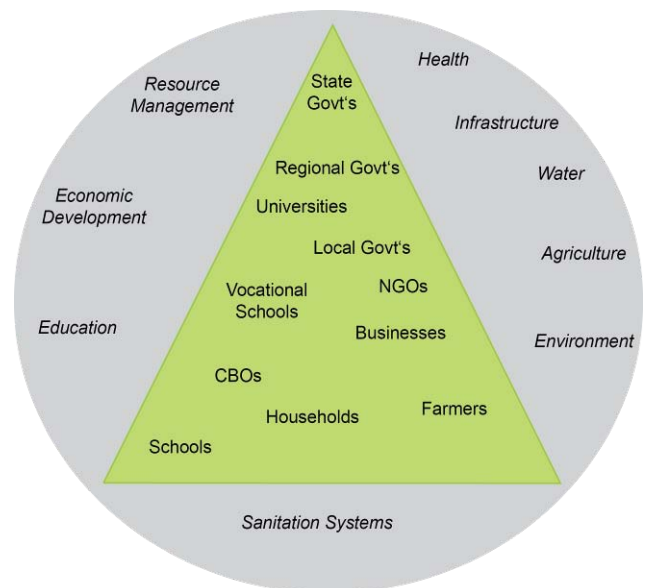 Health
Resource
Management
State
Govt‘s
Infrastructure
Regional Govt‘s
Water
Economic
Development
Universities
Local Govt‘s
Agriculture
Vocational
Schools
NGOs
Education
Businesses
Environment
CBOs
Households
Farmers
Schools
Sanitation Systems